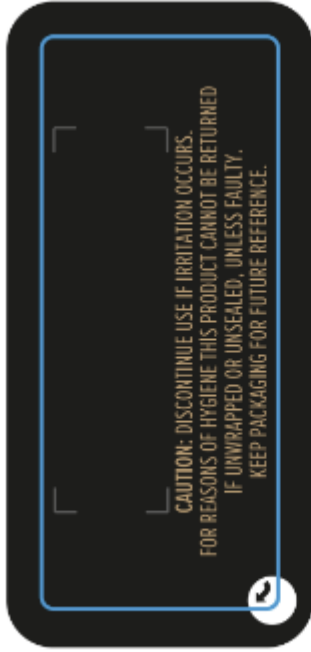 CAUTION: DISCONTINUE USE IF IRRITATION OCCURS.
FOR REASONS OF HYGIENE THIS PRODUCT CANNOT BE RETURNED
IF UNWRAPPED OR UNSEALED, UNLESS FAULTY.
KEEP PACKAGING FOR FUTURE REFERENCE.